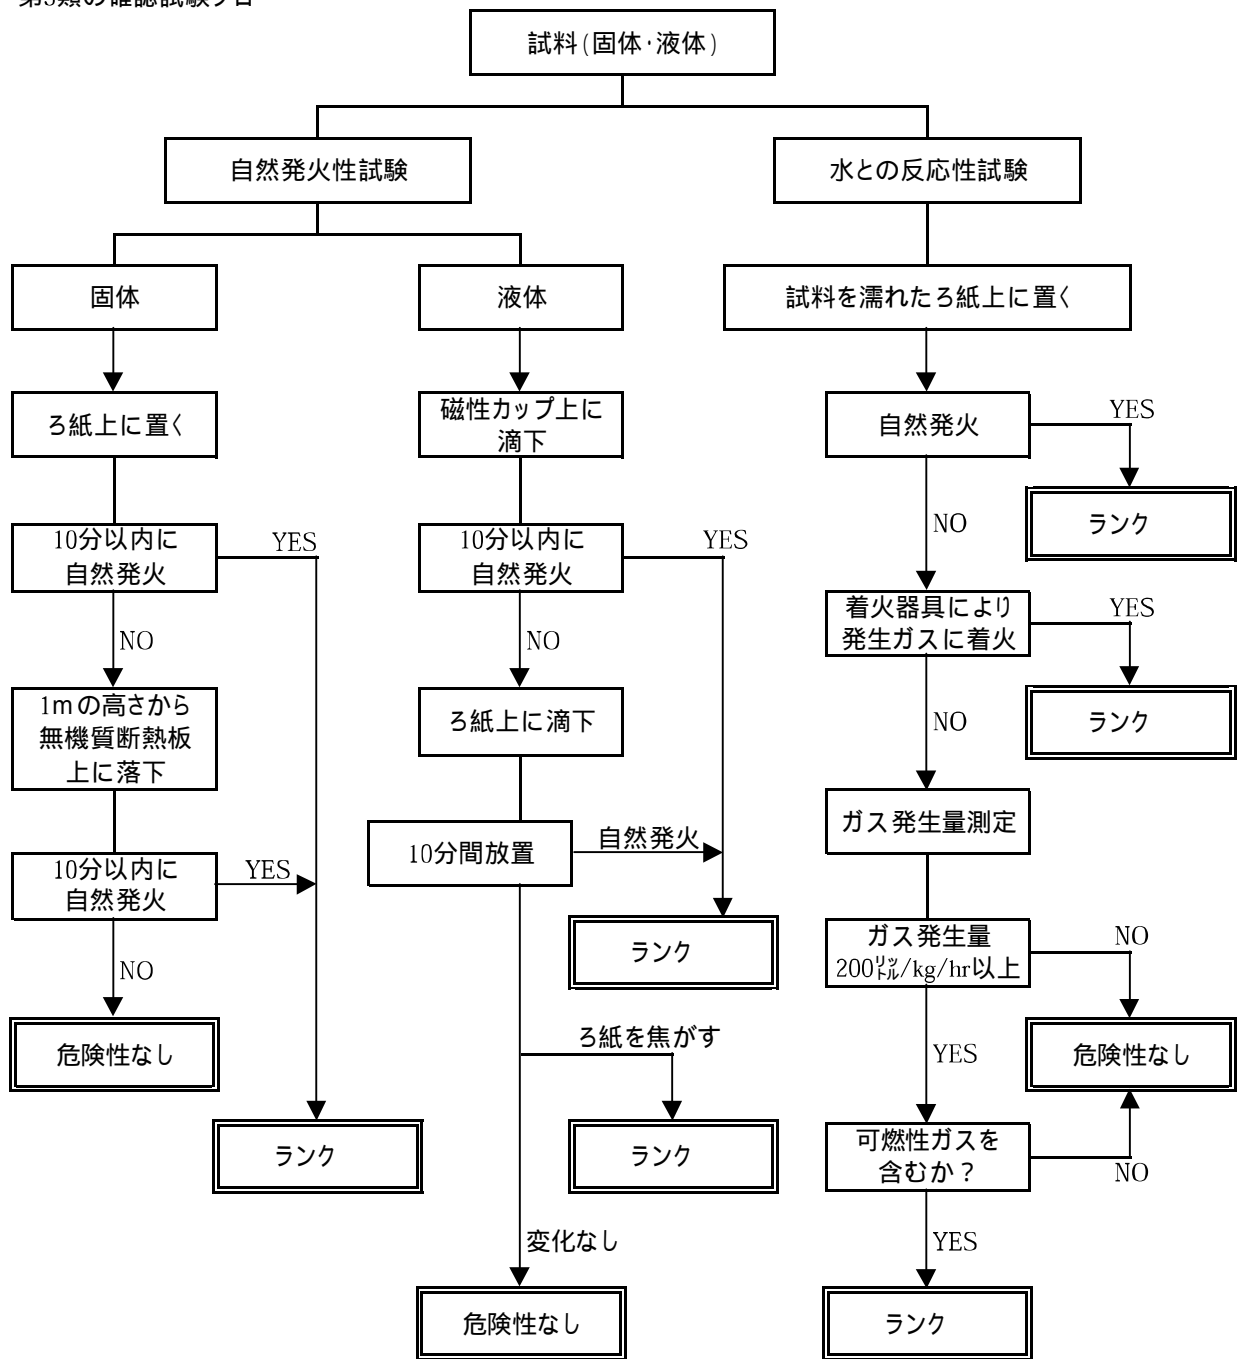 第3類の確認試験フロー
試料(固体･液体)
自然発火性試験
水との反応性試験
固体
液体
試料を濡れたろ紙上に置く
ろ紙上に置く
磁性カップ上に
滴下
自然発火
YES
ランク
NO
10分以内に
自然発火
YES
10分以内に
自然発火
YES
着火器具により
発生ガスに着火
YES
ランク
NO
NO
NO
1mの高さから
無機質断熱板
上に落下
ろ紙上に滴下
ガス発生量測定
10分以内に
自然発火
YES
10分間放置
自然発火
ランク
ガス発生量
200㍑/kg/hr以上
NO
NO
危険性なし
ろ紙を焦がす
YES
危険性なし
ランク
ランク
可燃性ガスを
含むか？
NO
変化なし
YES
危険性なし
ランク